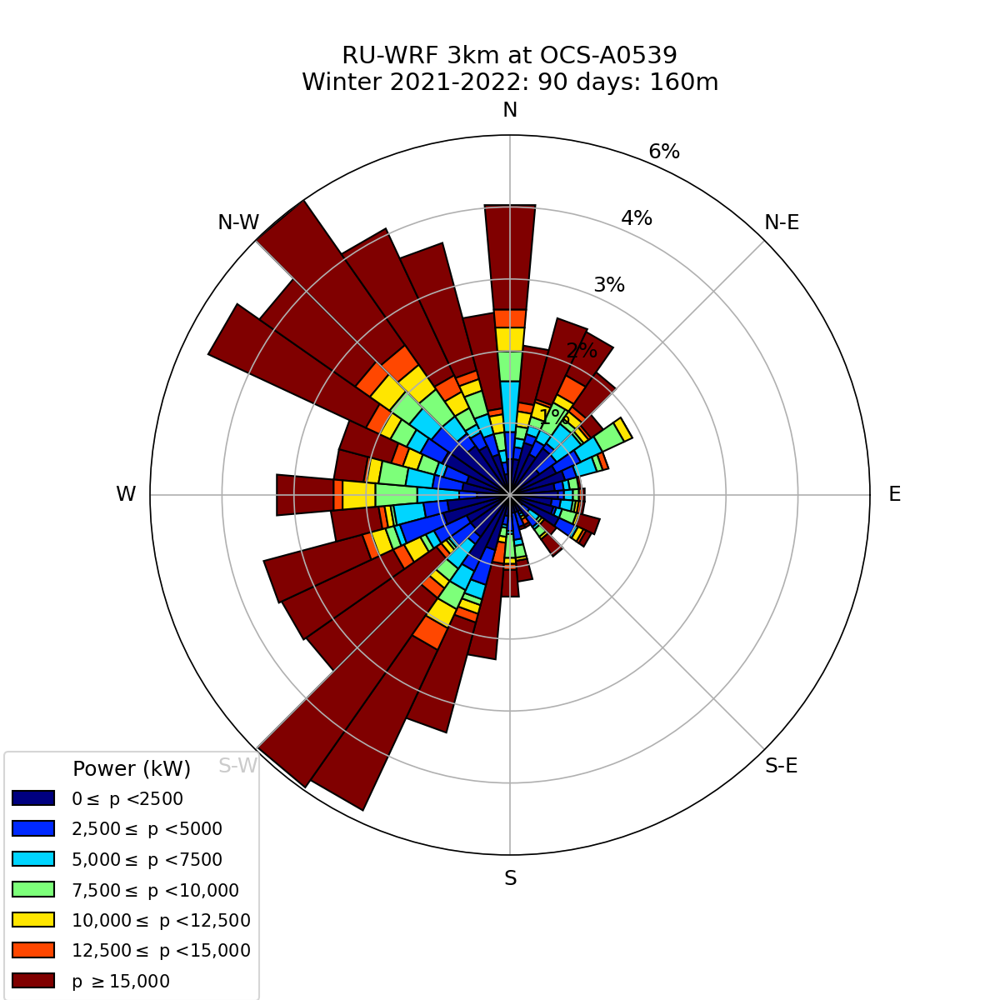 RU-WRF 3km at OCS-A0539
Winter 2021-2022: 90 days: 160m
N
6%
N-W
4%
N-E
3%
2%
1%
W
E
S-W
S-E
S
Power (kW)
0≤ p <2500
2,500≤ p <5000
5,000≤ p <7500
7,500≤ p <10,000
10,000≤ p <12,500
12,500≤ p <15,000
p ≥15,000